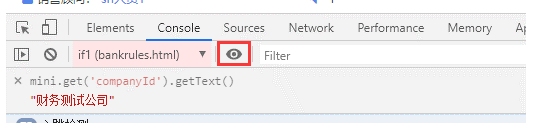 Elements Console Sources Network Memory
if1 (bankrules.html) ▼ Filter
× mini.get('companyId').getText()
"财务测试公司"